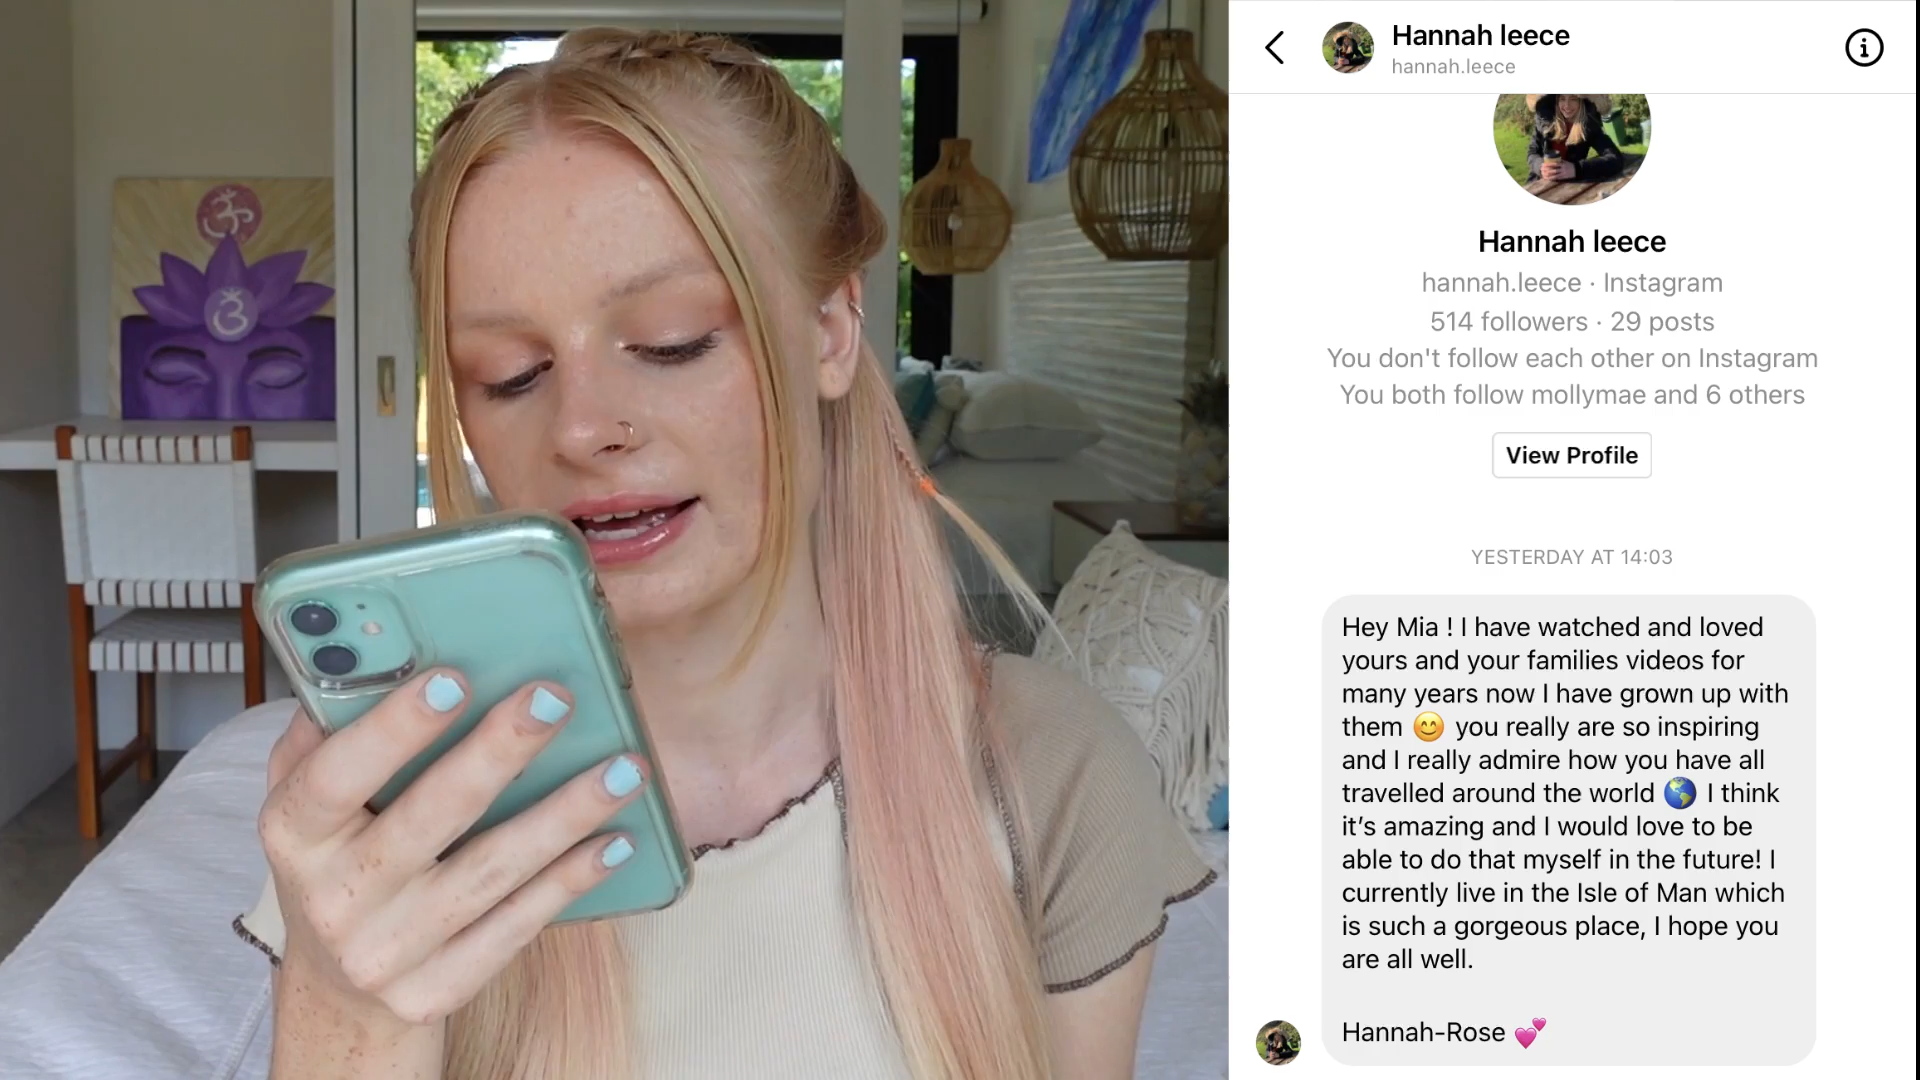 Hannah leece
hannah.leece
Hannah leece
hannah.leece · Instagram
514 followers · 29 posts
You don't follow each other on Instagram
You both follow mollymae and 6 others
View Profile
YESTERDAY AT 14:03
Hey Mia ! I have watched and loved
yours and your families videos for
many years now I have grown up with
them 😊 you really are so inspiring
and I really admire how you have all
travelled around the world 🌎 I think
it's amazing and I would love to be
able to do that myself in the future! I
currently live in the Isle of Man which
is such a gorgeous place, I hope you
are all well.
Hannah-Rose 💕
ॐ
ॐ